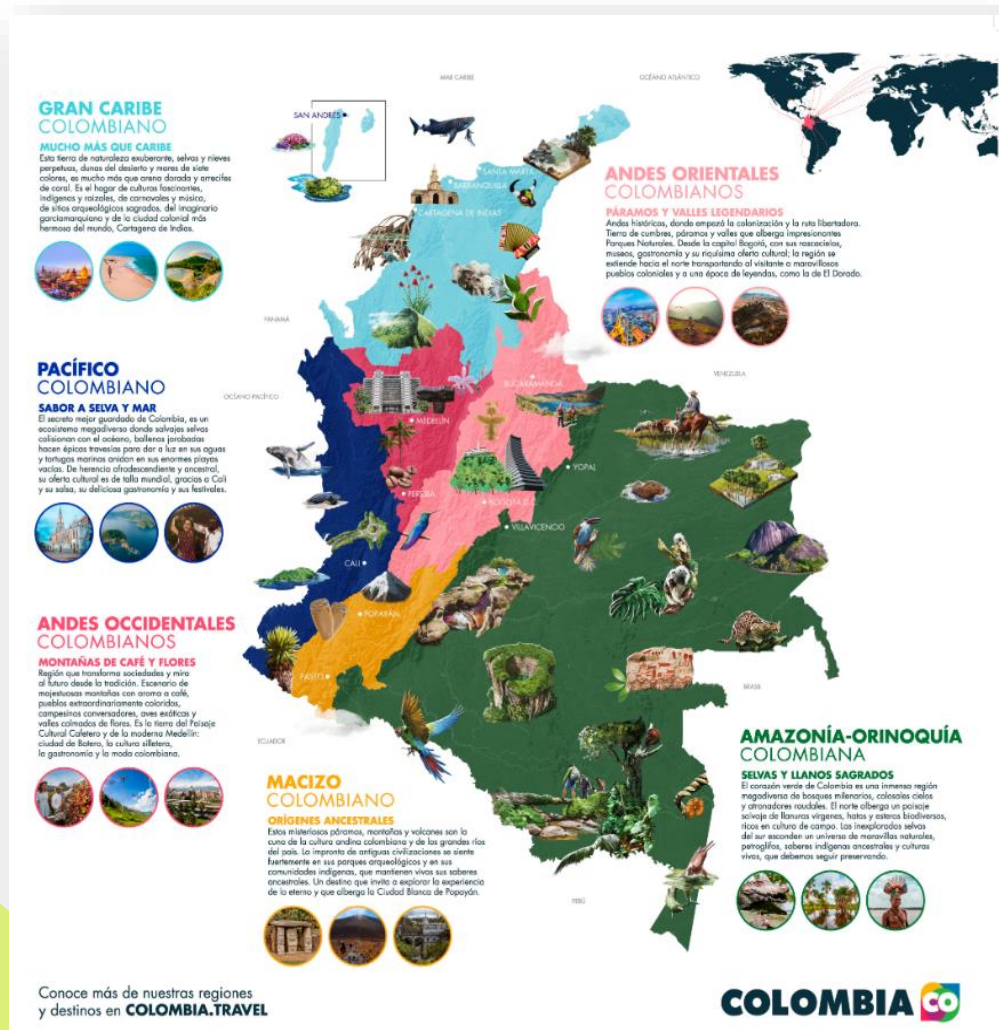 MAR CARIBE
OCÉANO ATLÁNTICO
GRAN CARIBE
COLOMBIANO
MUCHO MÁS QUE CARIBE
Esta tierra de naturaleza exuberante, selvas y nieves
perpetuas, dunas del desierto y mares de siete
colores, es mucho más que arena dorada y arrecifes
de coral. Es el hogar de culturas fascinantes,
indígenas y raizales, de carnavales y música,
de sitios arqueológicos sagrados, del imaginario
garciamarquiano y de la ciudad colonial más
hermosa del mundo, Cartagena de Indias.
SAN ANDRÉS
SANTA MARTA
BARRANQUILLA
CARTAGENA DE INDIAS
ANDES ORIENTALES
COLOMBIANOS
PÁRAMOS Y VALLES LEGENDARIOS
Andes históricos, donde empezó la colonización y la ruta libertadora.
Tierra de cumbres, páramos y valles que alberga impresionantes
Parques Naturales. Desde la capital Bogotá, con sus rascacielos,
museos, gastronomía y su riquísima oferta cultural; la región se
extiende hacia el norte transportando al visitante a maravillosos
pueblos coloniales y a una época de leyendas, como la de El Dorado.
PANAMÁ
VENEZUELA
OCÉANO PACÍFICO
PACÍFICO
COLOMBIANO
SABOR A SELVA Y MAR
El secreto mejor guardado de Colombia, es un
ecosistema megadiverso donde salvajes selvas
colisionan con el océano, ballenas jorobadas
hacen épicas travesías para dar a luz en sus aguas
y tortugas marinas anidan en sus enormes playas
vacías. De herencia afrodescendiente y ancestral,
su oferta cultural es de talla mundial, gracias a Cali
y su salsa, su deliciosa gastronomía y sus festivales.
BUCARAMANGA
MEDELLÍN
YOPAL
PEREIRA
BOGOTÁ D.C.
VILLAVICENCIO
CALI
POPAYÁN
PASTO
ANDES OCCIDENTALES
COLOMBIANOS
MONTAÑAS DE CAFÉ Y FLORES
Región que transforma sociedades y mira
al futuro desde la tradición. Escenario de
majestuosas montañas con aroma a café,
pueblos extraordinariamente coloridos,
campesinos conversadores, aves exóticas y
valles colmados de flores. Es la tierra del Paisaje
Cultural Cafetero y de la moderna Medellín:
ciudad de Botero, la cultura silletera,
la gastronomía y la moda colombiana.
BRASIL
ECUADOR
PERÚ
MACIZO
COLOMBIANO
ORÍGENES ANCESTRALES
Estos misteriosos páramos, montañas y volcanes son la
cuna de la cultura andina colombiana y de los grandes ríos
del país. La impronta de antiguas civilizaciones se siente
fuertemente en sus parques arqueológicos y en sus
comunidades indígenas, que mantienen vivos sus saberes
ancestrales. Un destino que invita a explorar la experiencia
de lo eterno y que alberga la Ciudad Blanca de Popayán.
AMAZONÍA-ORINOQUÍA
COLOMBIANA
SELVAS Y LLANOS SAGRADOS
El corazón verde de Colombia es una inmensa región
megadiversa de bosques milenarios, colosales cielos
y atronadores raudales. El norte alberga un paisaje
salvaje de llanuras vírgenes, hatos y esteros biodiversos,
ricos en cultura de campo. Las inexploradas selvas
del sur esconden un universo de maravillas naturales,
petroglifos, saberes indígenas ancestrales y culturas
vivas, que debemos seguir preservando.
Conoce más de nuestras regiones
y destinos en COLOMBIA.TRAVEL
COLOMBIA CO